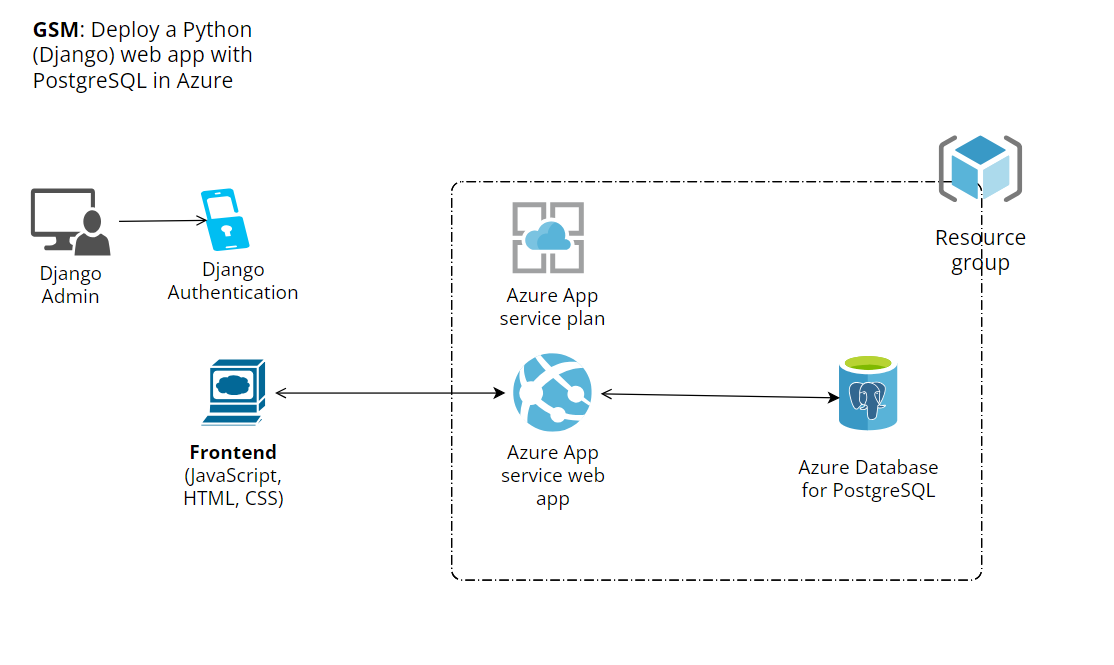 GSM: Deploy a Python
(Django) web app with
PostgreSQL in Azure
Resource
group
Django
Admin
Django
Authentication
Azure App
service plan
Frontend
(JavaScript,
HTML, CSS)
Azure App
service web
app
Azure Database
for PostgreSQL